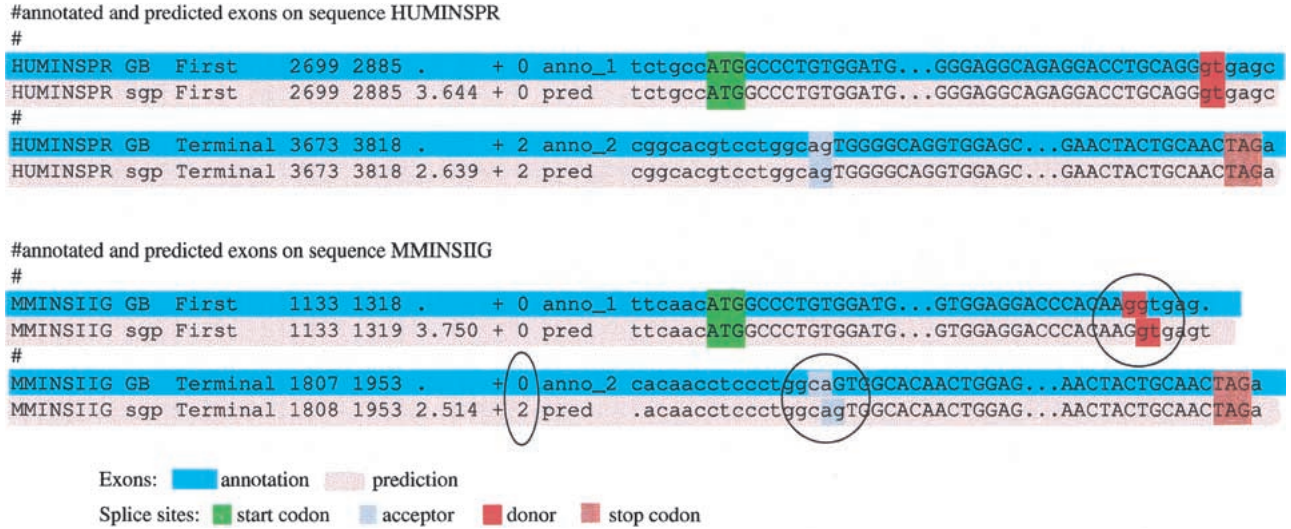 #annotated and predicted exons on sequence HUMINSPR
#
HUMINSPR GB First 2699 2885 . + 0 anno_1 tctgccATGGCCCTGTGGATG...GGGAGGCAGAGGACCTGCAGGgtgagc
HUMINSPR sgp First 2699 2885 3.644 + 0 pred tctgccATGGCCCTGTGGATG...GGGAGGCAGAGGACCTGCAGGgtgagc
#
HUMINSPR GB Terminal 3673 3818 . + 2 anno_2 cggcacgtcctggcagTGGGGCAGGTGGAGC...GAACTACTGCAACTAGa
HUMINSPR sgp Terminal 3673 3818 2.639 + 2 pred cggcacgtcctggcagTGGGGCAGGTGGAGC...GAACTACTGCAACTAGa
#annotated and predicted exons on sequence MMINSIIG
#
MMINSIIG GB First 1133 1318 . + 0 anno_1 ttcaacATGGCCCTGTGGATG...GTGGAGGACCCACAAggtgag.
MMINSIIG sgp First 1133 1319 3.750 + 0 pred ttcaacATGGCCCTGTGGATG...GTGGAGGACCCACAAGgtgagt
#
MMINSIIG GB Terminal 1807 1953 . + 0 anno_2 cacaacctccctggcaGTGGCACAACTGGAG...AACTACTGCAACTAGa
MMINSIIG sgp Terminal 1808 1953 2.514 + 2 pred .acaacctccctggcagTGGCACAACTGGAG...AACTACTGCAACTAGa
Exons: annotation prediction
Splice sites: start codon acceptor donor stop codon